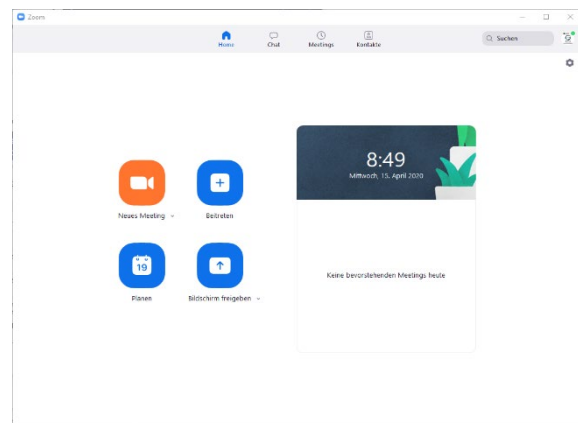 Zoom
Home
Chat
Meetings
Kontakte
Suchen
8:49
Mittwoch, 15. April 2020
Neues Meeting
Beitreten
19
Planen
Bildschirm freigeben
Keine bevorstehenden Meetings heute